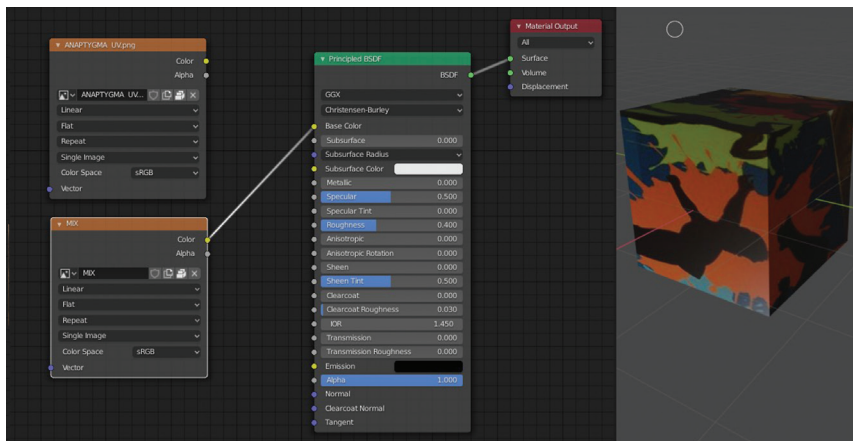 ANAPTYGMA UV.png
Color
Alpha
ANAPTYGMA UV...
Linear
Flat
Repeat
Single Image
Color Space sRGB
Vector
MIX
Color
Alpha
MIX
Linear
Flat
Repeat
Single Image
Color Space sRGB
Vector
Principled BSDF
BSDF
GGX
Christensen-Burley
Base Color
Subsurface 0.000
Subsurface Radius
Subsurface Color
Metallic 0.000
Specular 0.500
Specular Tint 0.000
Roughness 0.400
Anisotropic 0.000
Anisotropic Rotation 0.000
Sheen 0.000
Sheen Tint 0.500
Clearcoat 0.000
Clearcoat Roughness 0.030
IOR 1.450
Transmission 0.000
Transmission Roughness 0.000
Emission
Alpha 1.000
Normal
Clearcoat Normal
Tangent
Material Output
All
Surface
Volume
Displacement